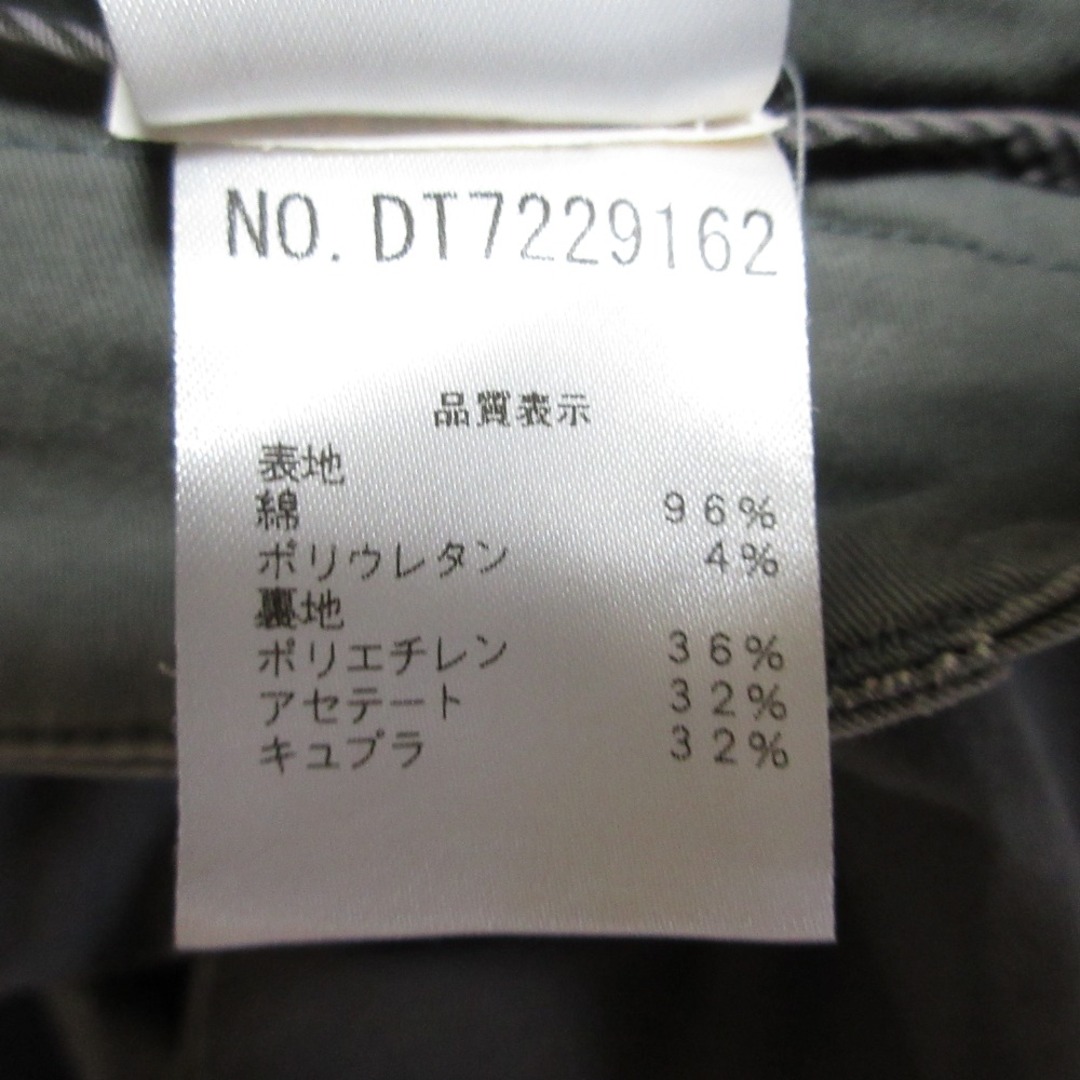 NO. DT7229162
品質表示
表地
綿 96%
ポリウレタン 4%
裏地
ポリエチレン 36%
アセテート 32%
キュプラ 32%